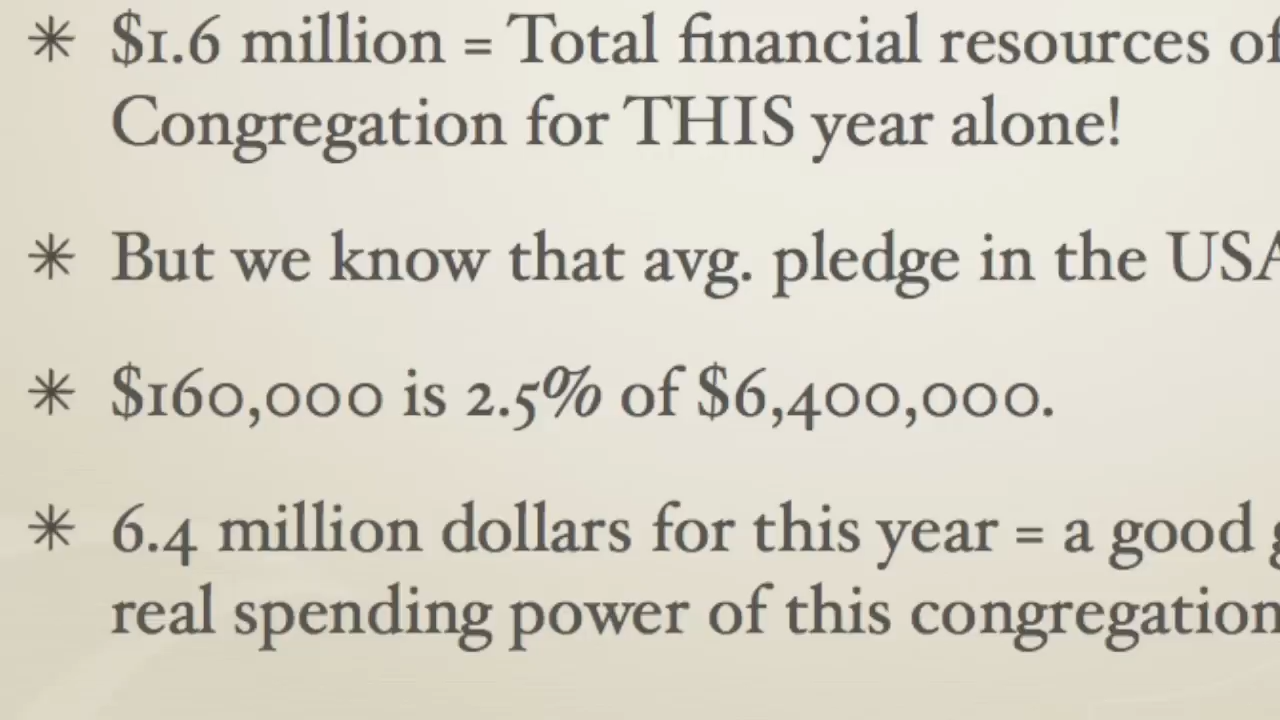 ✳ $1.6 million = Total financial resources of
Congregation for THIS year alone!
✳ But we know that avg. pledge in the USA
✳ $160,000 is 2.5% of $6,400,000.
✳ 6.4 million dollars for this year = a good
real spending power of this congregation